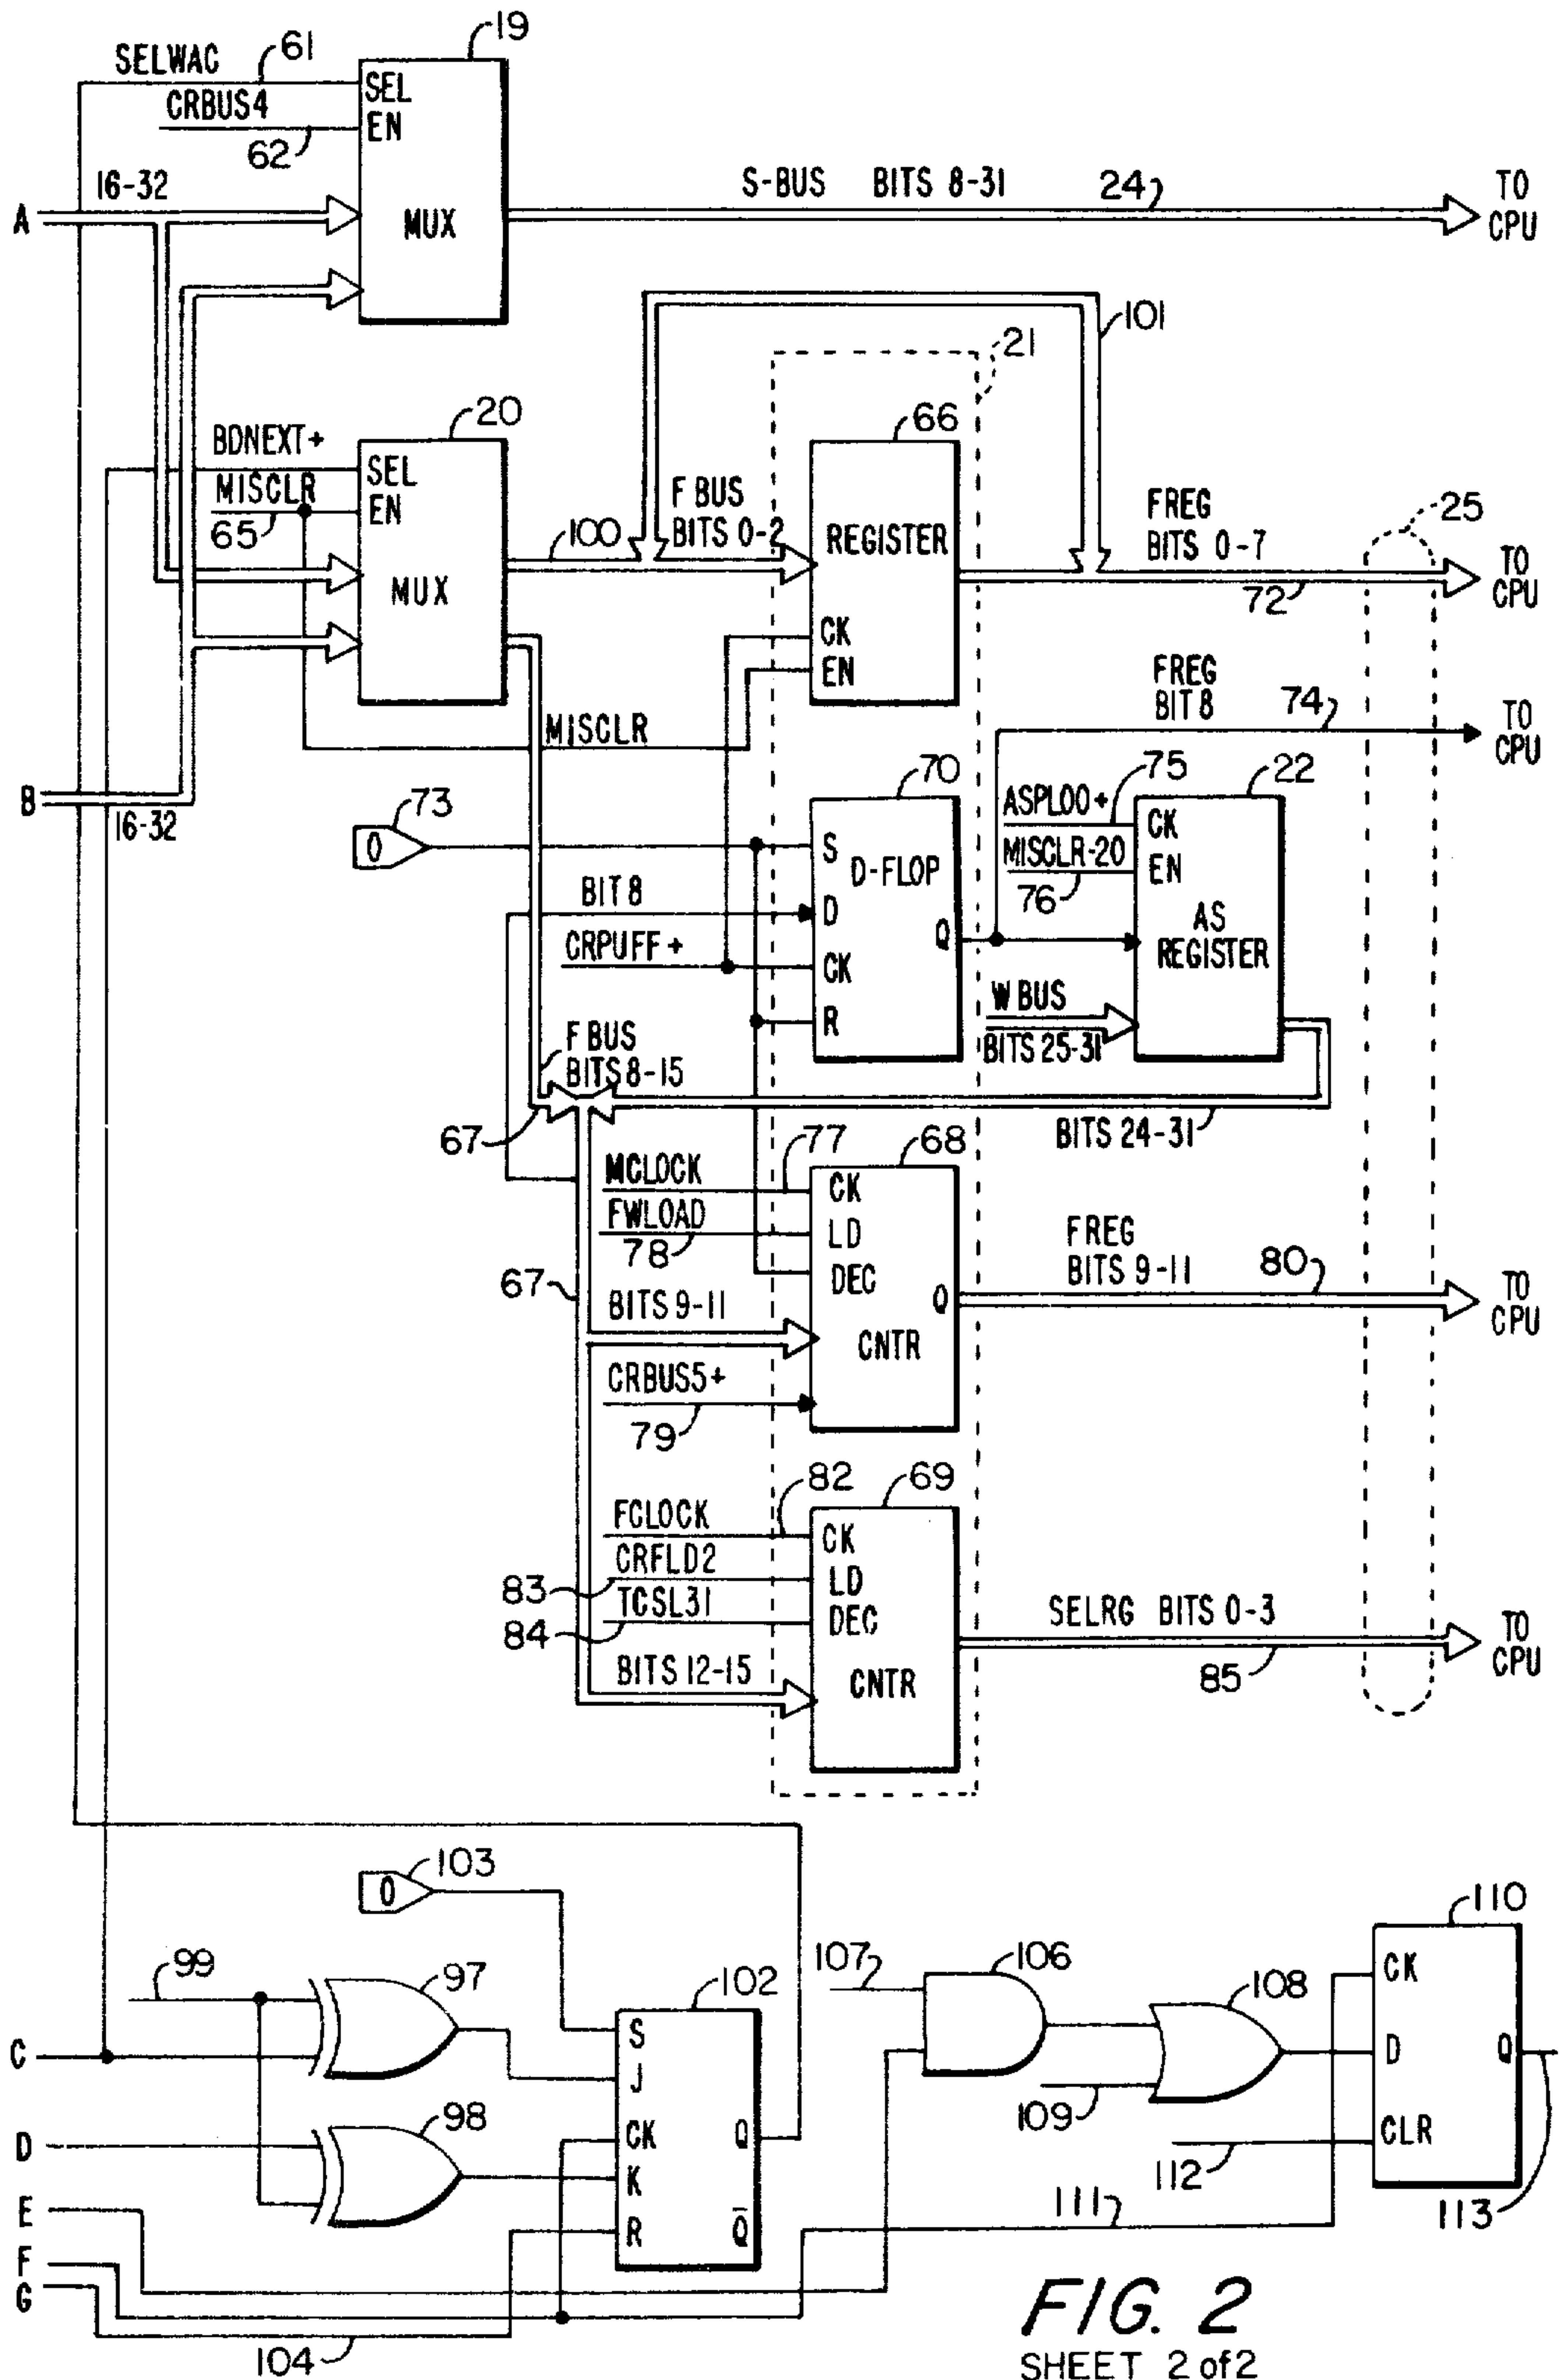 19
SELWAC
61
SEL
CRBUS4
EN
62
A
16-32
MUX
S-BUS BITS 8-31
24
TO
CPU
101
21
20
BDNEXT+
SEL
MISCLR
EN
65
MUX
100
F BUS
BITS 0-2
66
REGISTER
CK
EN
FREG
BITS 0-7
72
25
TO
CPU
MISCLR
FREG
BIT 8
74
TO
CPU
B
16-32
73
0
70
S
D-FLOP
D
Q
CK
R
BIT 8
CRPUFF+
75
22
ASPL00+
CK
MISCLR-20
EN
76
AS
REGISTER
W BUS
BITS 25-31
F BUS
BITS 8-15
67
BITS 24-31
77
68
MCLOCK
CK
FWLOAD
LD
78
DEC
Q
67
BITS 9-11
CNTR
CRBUS5+
79
FREG
BITS 9-11
80
TO
CPU
82
69
FCLOCK
CK
CRFLD2
LD
83
TCSL31
DEC
84
BITS 12-15
CNTR
SELRG BITS 0-3
85
TO
CPU
103
0
99
97
102
S
J
CK
Q
K
R
Q̅
C
98
D
E
F
G
104
107
106
108
109
110
CK
D
Q
CLR
112
111
113
FIG. 2
SHEET 2 of 2